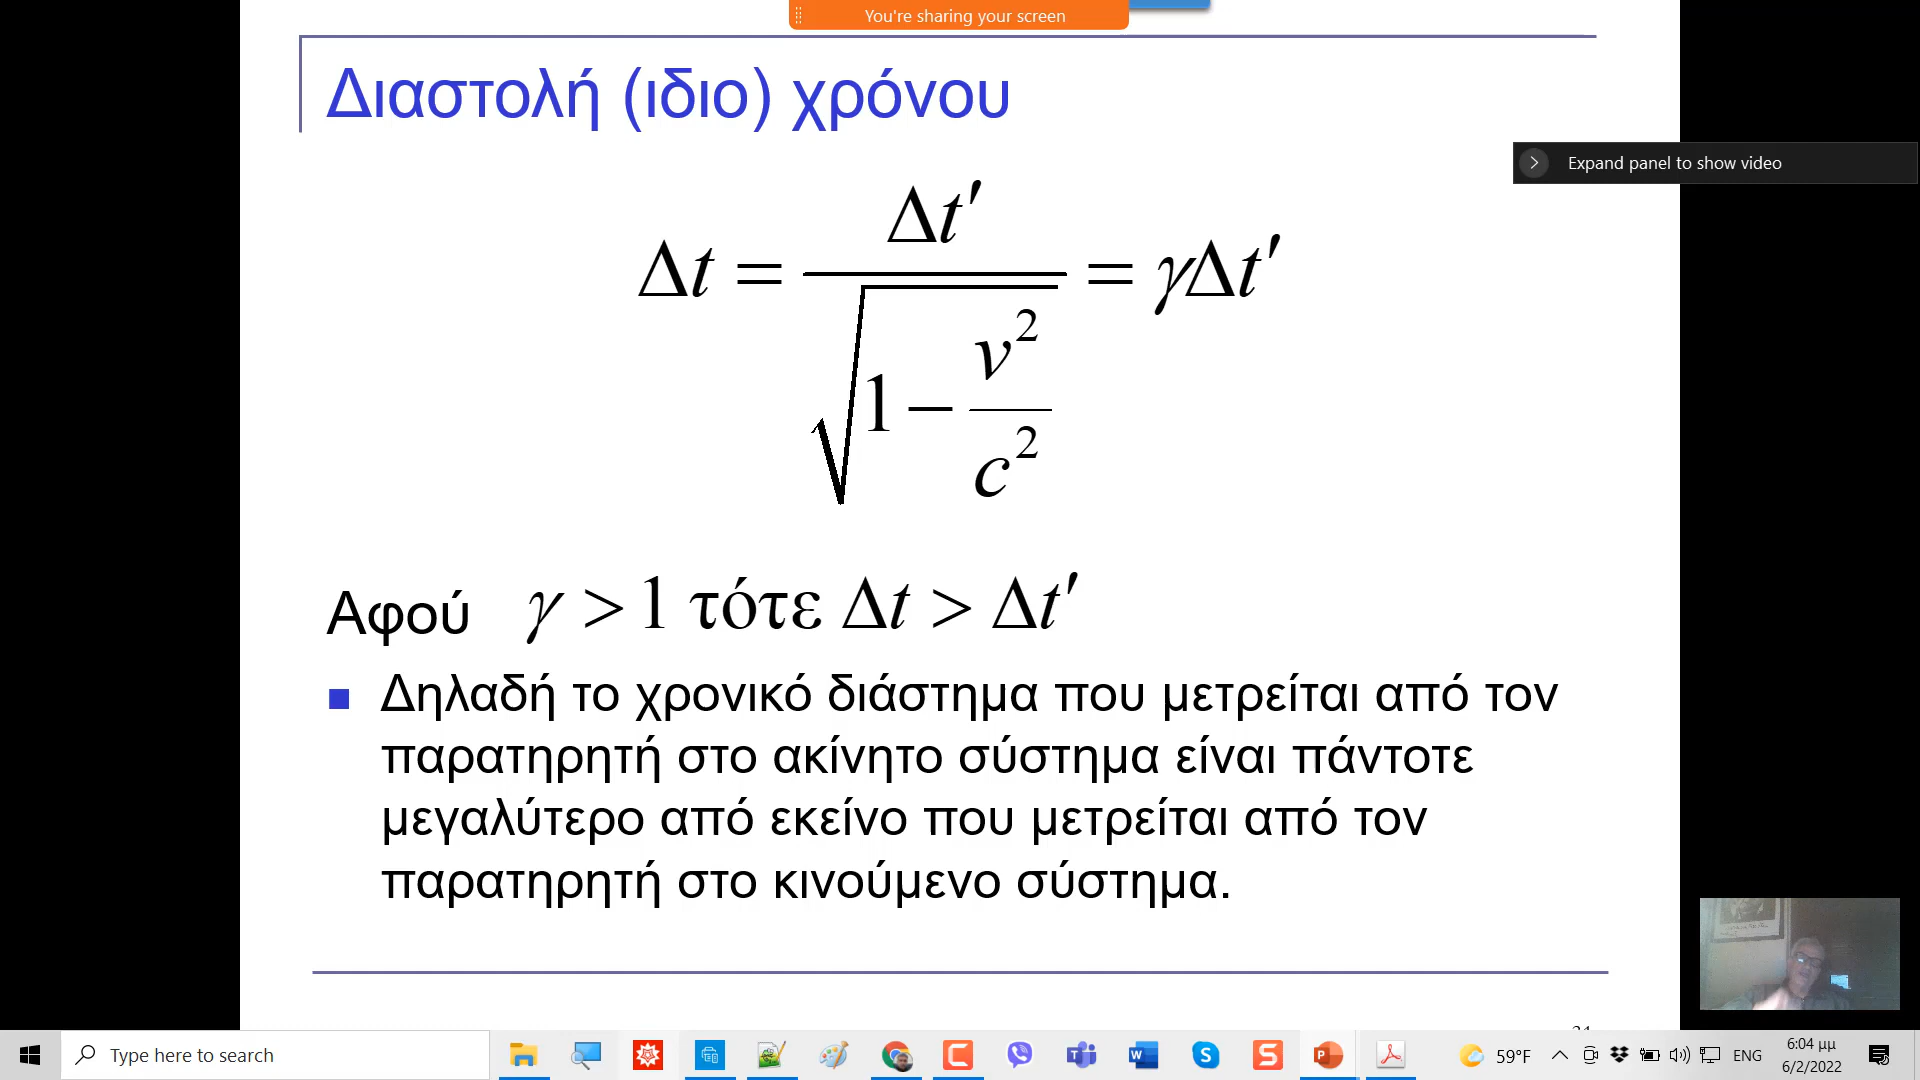 You're sharing your screen
Διαστολή (ιδιο) χρόνου
Expand panel to show video
Δt = Δt′ / √(1 − v²/c²) = γΔt′
Αφού γ > 1 τότε Δt > Δt′
Δηλαδή το χρονικό διάστημα που μετρείται από τον
παρατηρητή στο ακίνητο σύστημα είναι πάντοτε
μεγαλύτερο από εκείνο που μετρείται από τον
παρατηρητή στο κινούμενο σύστημα.
Type here to search
59°F
ENG
6:04 μμ
6/2/2022